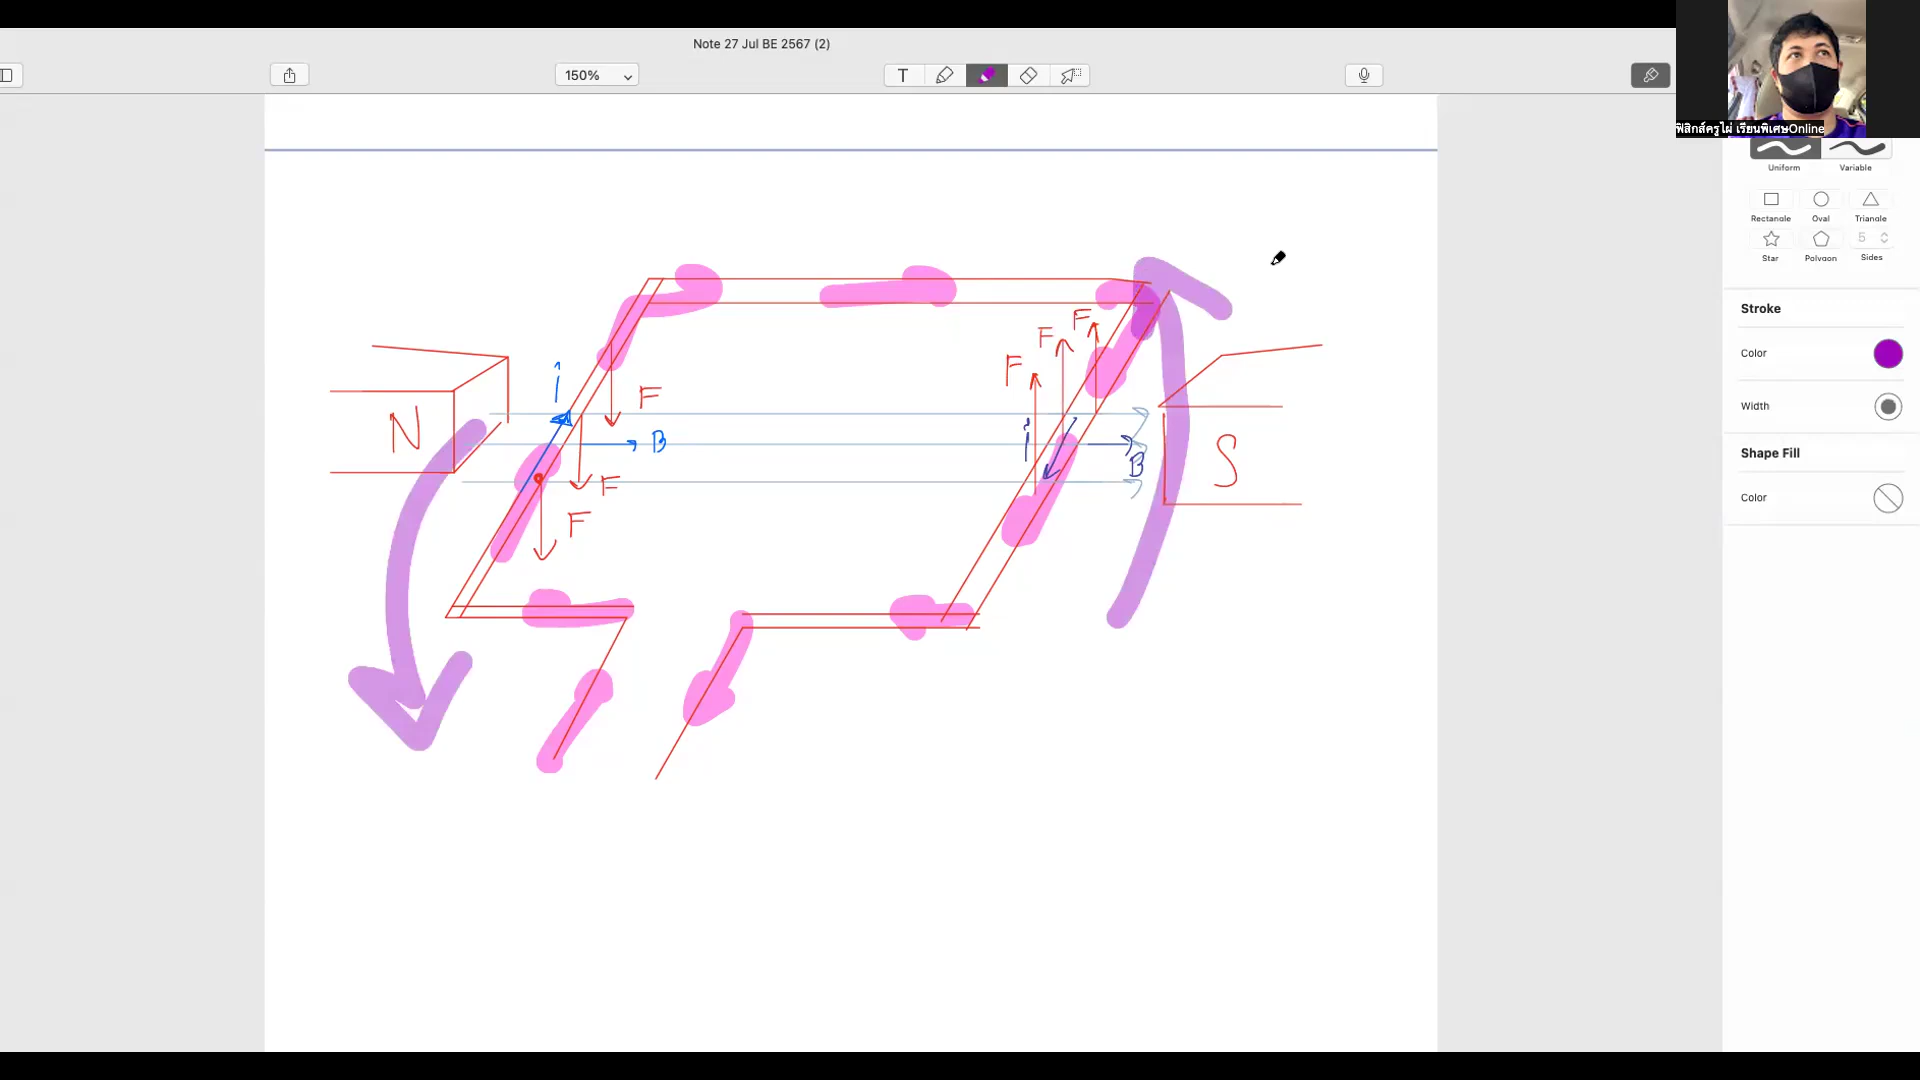 Note 27 Jul BE 2567 (2)
150%
T
ฟิสิกส์ครูไผ่ เรียนพิเศษOnline
Uniform
Variable
Rectangle
Oval
Triangle
5
Star
Polygon
Sides
Stroke
Color
Width
Shape Fill
Color
F
F
F
i
F
N
B
F
F
i
B
S